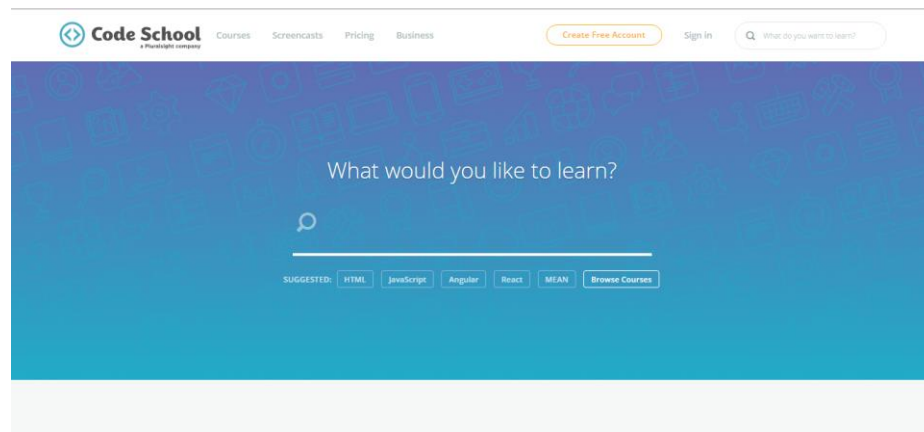 Code School
a Pluralsight company
Courses Screencasts Pricing Business Create Free Account Sign in What do you want to learn?
What would you like to learn?
SUGGESTED: HTML JavaScript Angular React MEAN Browse Courses